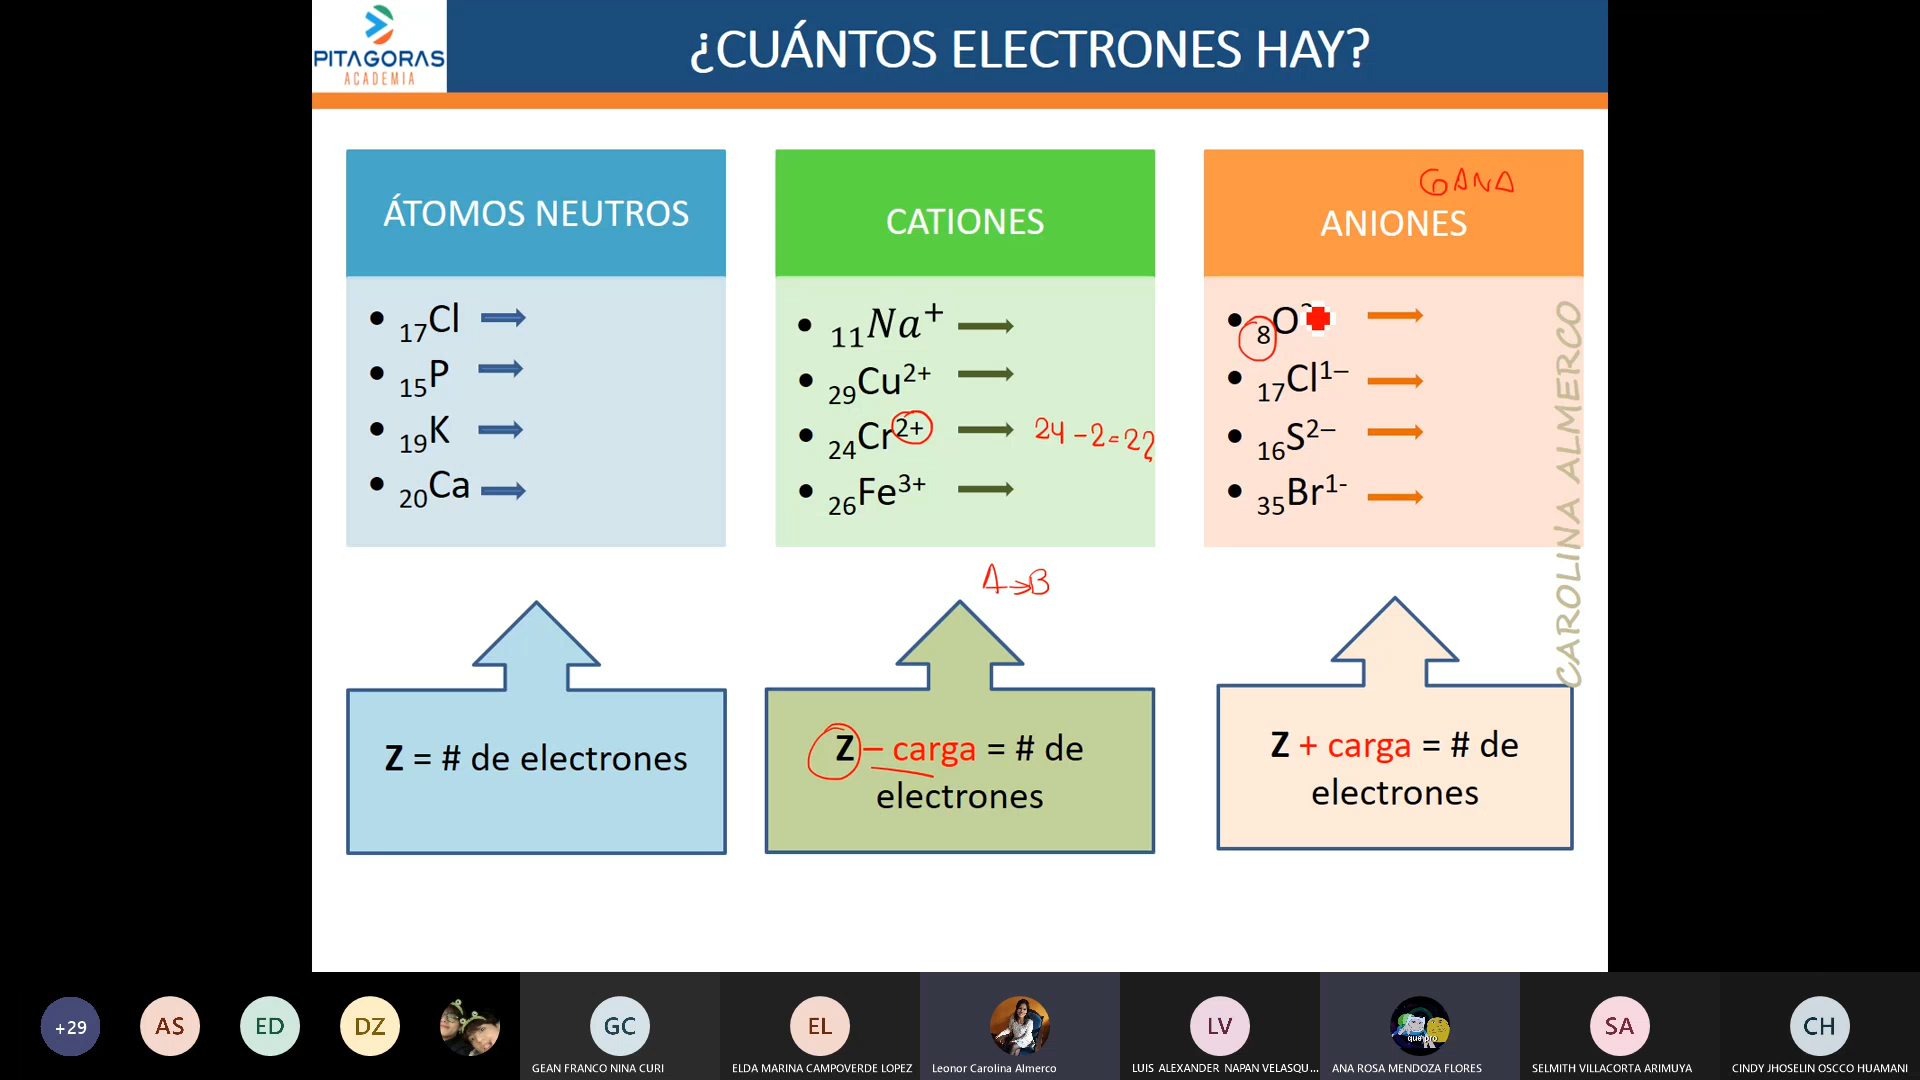 PITAGORAS
ACADEMIA
¿CUÁNTOS ELECTRONES HAY?
ÁTOMOS NEUTROS
17Cl
15P
19K
20Ca
Z = # de electrones
CATIONES
11Na+
29Cu2+
24Cr2+ 24-2=22
26Fe3+
A→B
Z – carga = # de
electrones
GANA
ANIONES
8O
17Cl1–
16S2–
35Br1-
Z + carga = # de
electrones
CAROLINA ALMERCO
+29
AS
ED
DZ
GC
GEAN FRANCO NINA CURI
EL
ELDA MARINA CAMPOVERDE LOPEZ
Leonor Carolina Almerco
LV
LUIS ALEXANDER NAPAN VELASQU...
que pro
ANA ROSA MENDOZA FLORES
SA
SELMITH VILLACORTA ARIMUYA
CH
CINDY JHOSELIN OSCCO HUAMANI